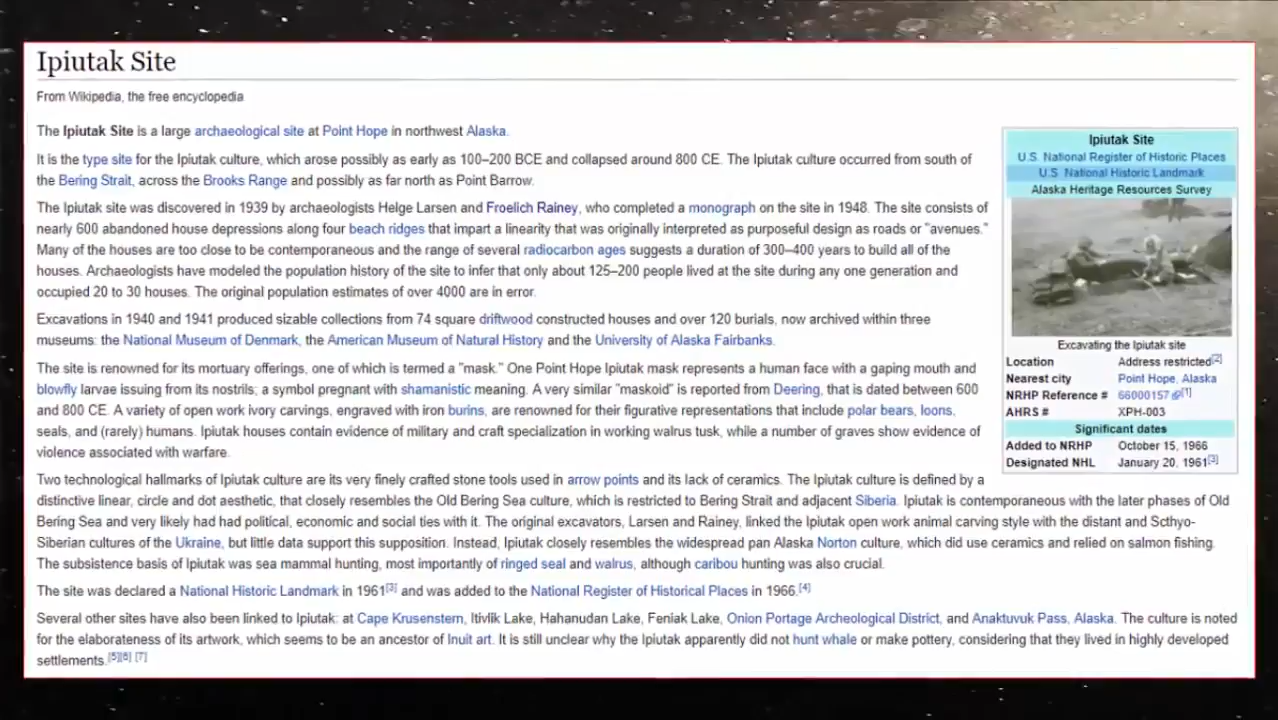 Ipiutak Site
From Wikipedia, the free encyclopedia
The Ipiutak Site is a large archaeological site at Point Hope in northwest Alaska.
It is the type site for the Ipiutak culture, which arose possibly as early as 100–200 BCE and collapsed around 800 CE. The Ipiutak culture occurred from south of
the Bering Strait, across the Brooks Range and possibly as far north as Point Barrow.
The Ipiutak site was discovered in 1939 by archaeologists Helge Larsen and Froelich Rainey, who completed a monograph on the site in 1948. The site consists of
nearly 600 abandoned house depressions along four beach ridges that impart a linearity that was originally interpreted as purposeful design as roads or "avenues."
Many of the houses are too close to be contemporaneous and the range of several radiocarbon ages suggests a duration of 300–400 years to build all of the
houses. Archaeologists have modeled the population history of the site to infer that only about 125–200 people lived at the site during any one generation and
occupied 20 to 30 houses. The original population estimates of over 4000 are in error.
Excavations in 1940 and 1941 produced sizable collections from 74 square driftwood constructed houses and over 120 burials, now archived within three
museums: the National Museum of Denmark, the American Museum of Natural History and the University of Alaska Fairbanks.
The site is renowned for its mortuary offerings, one of which is termed a "mask." One Point Hope Ipiutak mask represents a human face with a gaping mouth and
blowfly larvae issuing from its nostrils; a symbol pregnant with shamanistic meaning. A very similar "maskoid" is reported from Deering, that is dated between 600
and 800 CE. A variety of open work ivory carvings, engraved with iron burins, are renowned for their figurative representations that include polar bears, loons,
seals, and (rarely) humans. Ipiutak houses contain evidence of military and craft specialization in working walrus tusk, while a number of graves show evidence of
violence associated with warfare.
Two technological hallmarks of Ipiutak culture are its very finely crafted stone tools used in arrow points and its lack of ceramics. The Ipiutak culture is defined by a
distinctive linear, circle and dot aesthetic, that closely resembles the Old Bering Sea culture, which is restricted to Bering Strait and adjacent Siberia. Ipiutak is contemporaneous with the later phases of Old
Bering Sea and very likely had had political, economic and social ties with it. The original excavators, Larsen and Rainey, linked the Ipiutak open work animal carving style with the distant and Scthyo-
Siberian cultures of the Ukraine, but little data support this supposition. Instead, Ipiutak closely resembles the widespread pan Alaska Norton culture, which did use ceramics and relied on salmon fishing.
The subsistence basis of Ipiutak was sea mammal hunting, most importantly of ringed seal and walrus, although caribou hunting was also crucial.
The site was declared a National Historic Landmark in 1961[3] and was added to the National Register of Historical Places in 1966.[4]
Several other sites have also been linked to Ipiutak: at Cape Krusenstern, Itivlik Lake, Hahanudan Lake, Feniak Lake, Onion Portage Archeological District, and Anaktuvuk Pass, Alaska. The culture is noted
for the elaborateness of its artwork, which seems to be an ancestor of Inuit art. It is still unclear why the Ipiutak apparently did not hunt whale or make pottery, considering that they lived in highly developed
settlements.[5][6] [7]
Ipiutak Site
U.S. National Register of Historic Places
U.S. National Historic Landmark
Alaska Heritage Resources Survey
Excavating the Ipiutak site
Location Address restricted[2]
Nearest city Point Hope, Alaska
NRHP Reference # 66000157[1]
AHRS # XPH-003
Significant dates
Added to NRHP October 15, 1966
Designated NHL January 20, 1961[3]